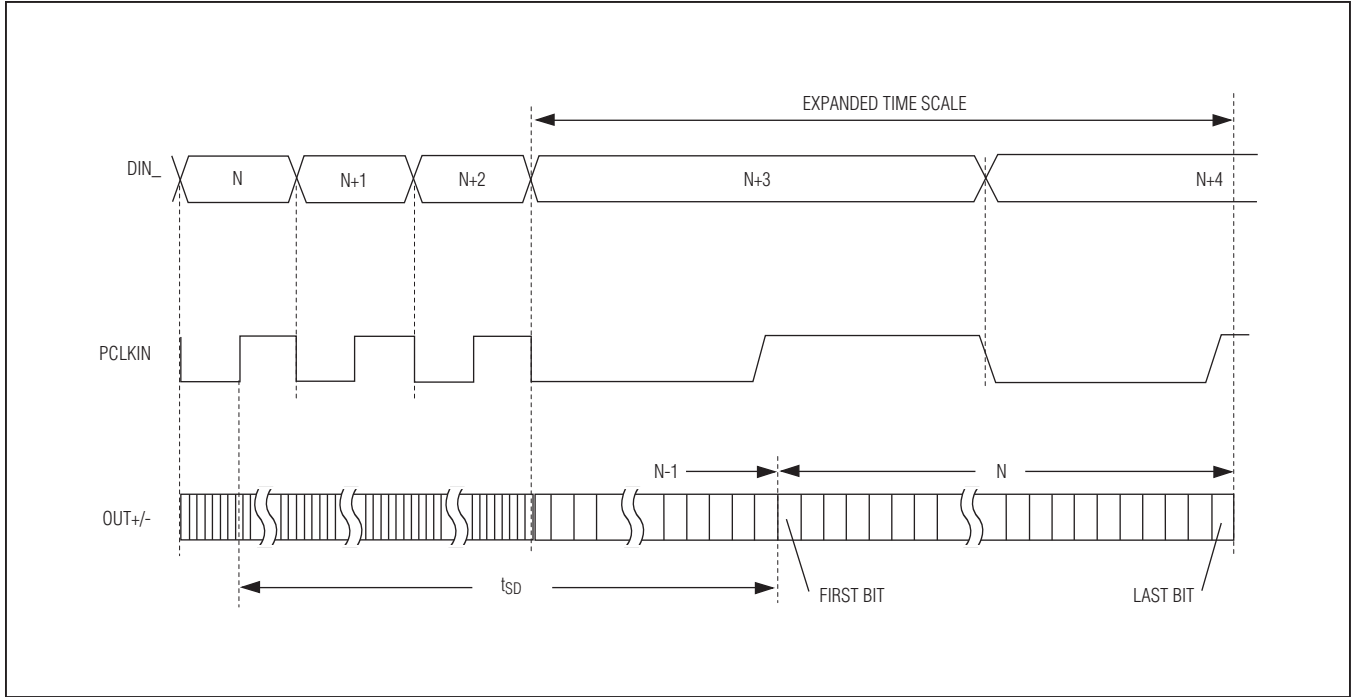 EXPANDED TIME SCALE
DIN_
N
N+1
N+2
N+3
N+4
PCLKIN
N-1
N
OUT+/-
tSD
FIRST BIT
LAST BIT